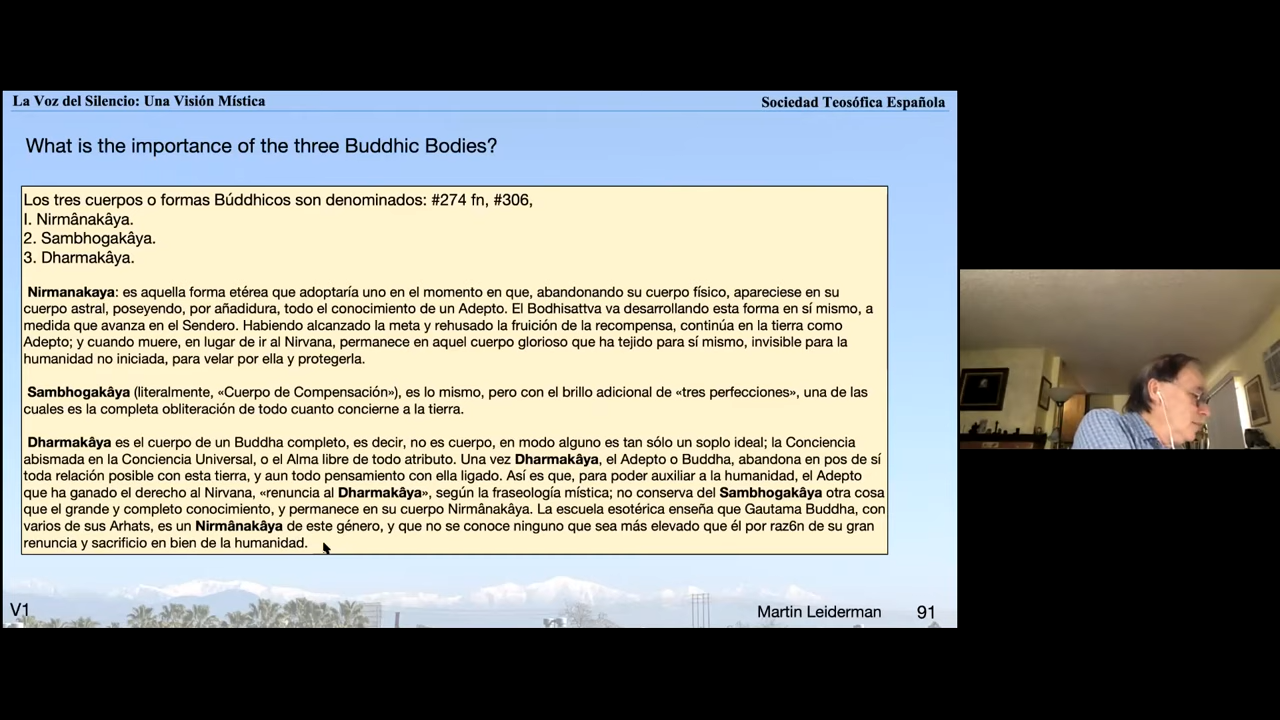 La Voz del Silencio: Una Visión Mística
Sociedad Teosófica Española
What is the importance of the three Buddhic Bodies?
Los tres cuerpos o formas Búddhicos son denominados: #274 fn, #306,
I. Nirmânakâya.
2. Sambhogakâya.
3. Dharmakâya.
Nirmanakaya: es aquella forma etérea que adoptaría uno en el momento en que, abandonando su cuerpo físico, apareciese en su
cuerpo astral, poseyendo, por añadidura, todo el conocimiento de un Adepto. El Bodhisattva va desarrollando esta forma en sí mismo, a
medida que avanza en el Sendero. Habiendo alcanzado la meta y rehusado la fruición de la recompensa, continúa en la tierra como
Adepto; y cuando muere, en lugar de ir al Nirvana, permanece en aquel cuerpo glorioso que ha tejido para sí mismo, invisible para la
humanidad no iniciada, para velar por ella y protegerla.
Sambhogakâya (literalmente, «Cuerpo de Compensación»), es lo mismo, pero con el brillo adicional de «tres perfecciones», una de las
cuales es la completa obliteración de todo cuanto concierne a la tierra.
Dharmakâya es el cuerpo de un Buddha completo, es decir, no es cuerpo, en modo alguno es tan sólo un soplo ideal; la Conciencia
abismada en la Conciencia Universal, o el Alma libre de todo atributo. Una vez Dharmakâya, el Adepto o Buddha, abandona en pos de sí
toda relación posible con esta tierra, y aun todo pensamiento con ella ligado. Así es que, para poder auxiliar a la humanidad, el Adepto
que ha ganado el derecho al Nirvana, «renuncia al Dharmakâya», según la fraseología mística; no conserva del Sambhogakâya otra cosa
que el grande y completo conocimiento, y permanece en su cuerpo Nirmânakâya. La escuela esotérica enseña que Gautama Buddha, con
varios de sus Arhats, es un Nirmânakâya de este género, y que no se conoce ninguno que sea más elevado que él por raz6n de su gran
renuncia y sacrificio en bien de la humanidad.
V1
Martin Leiderman
91